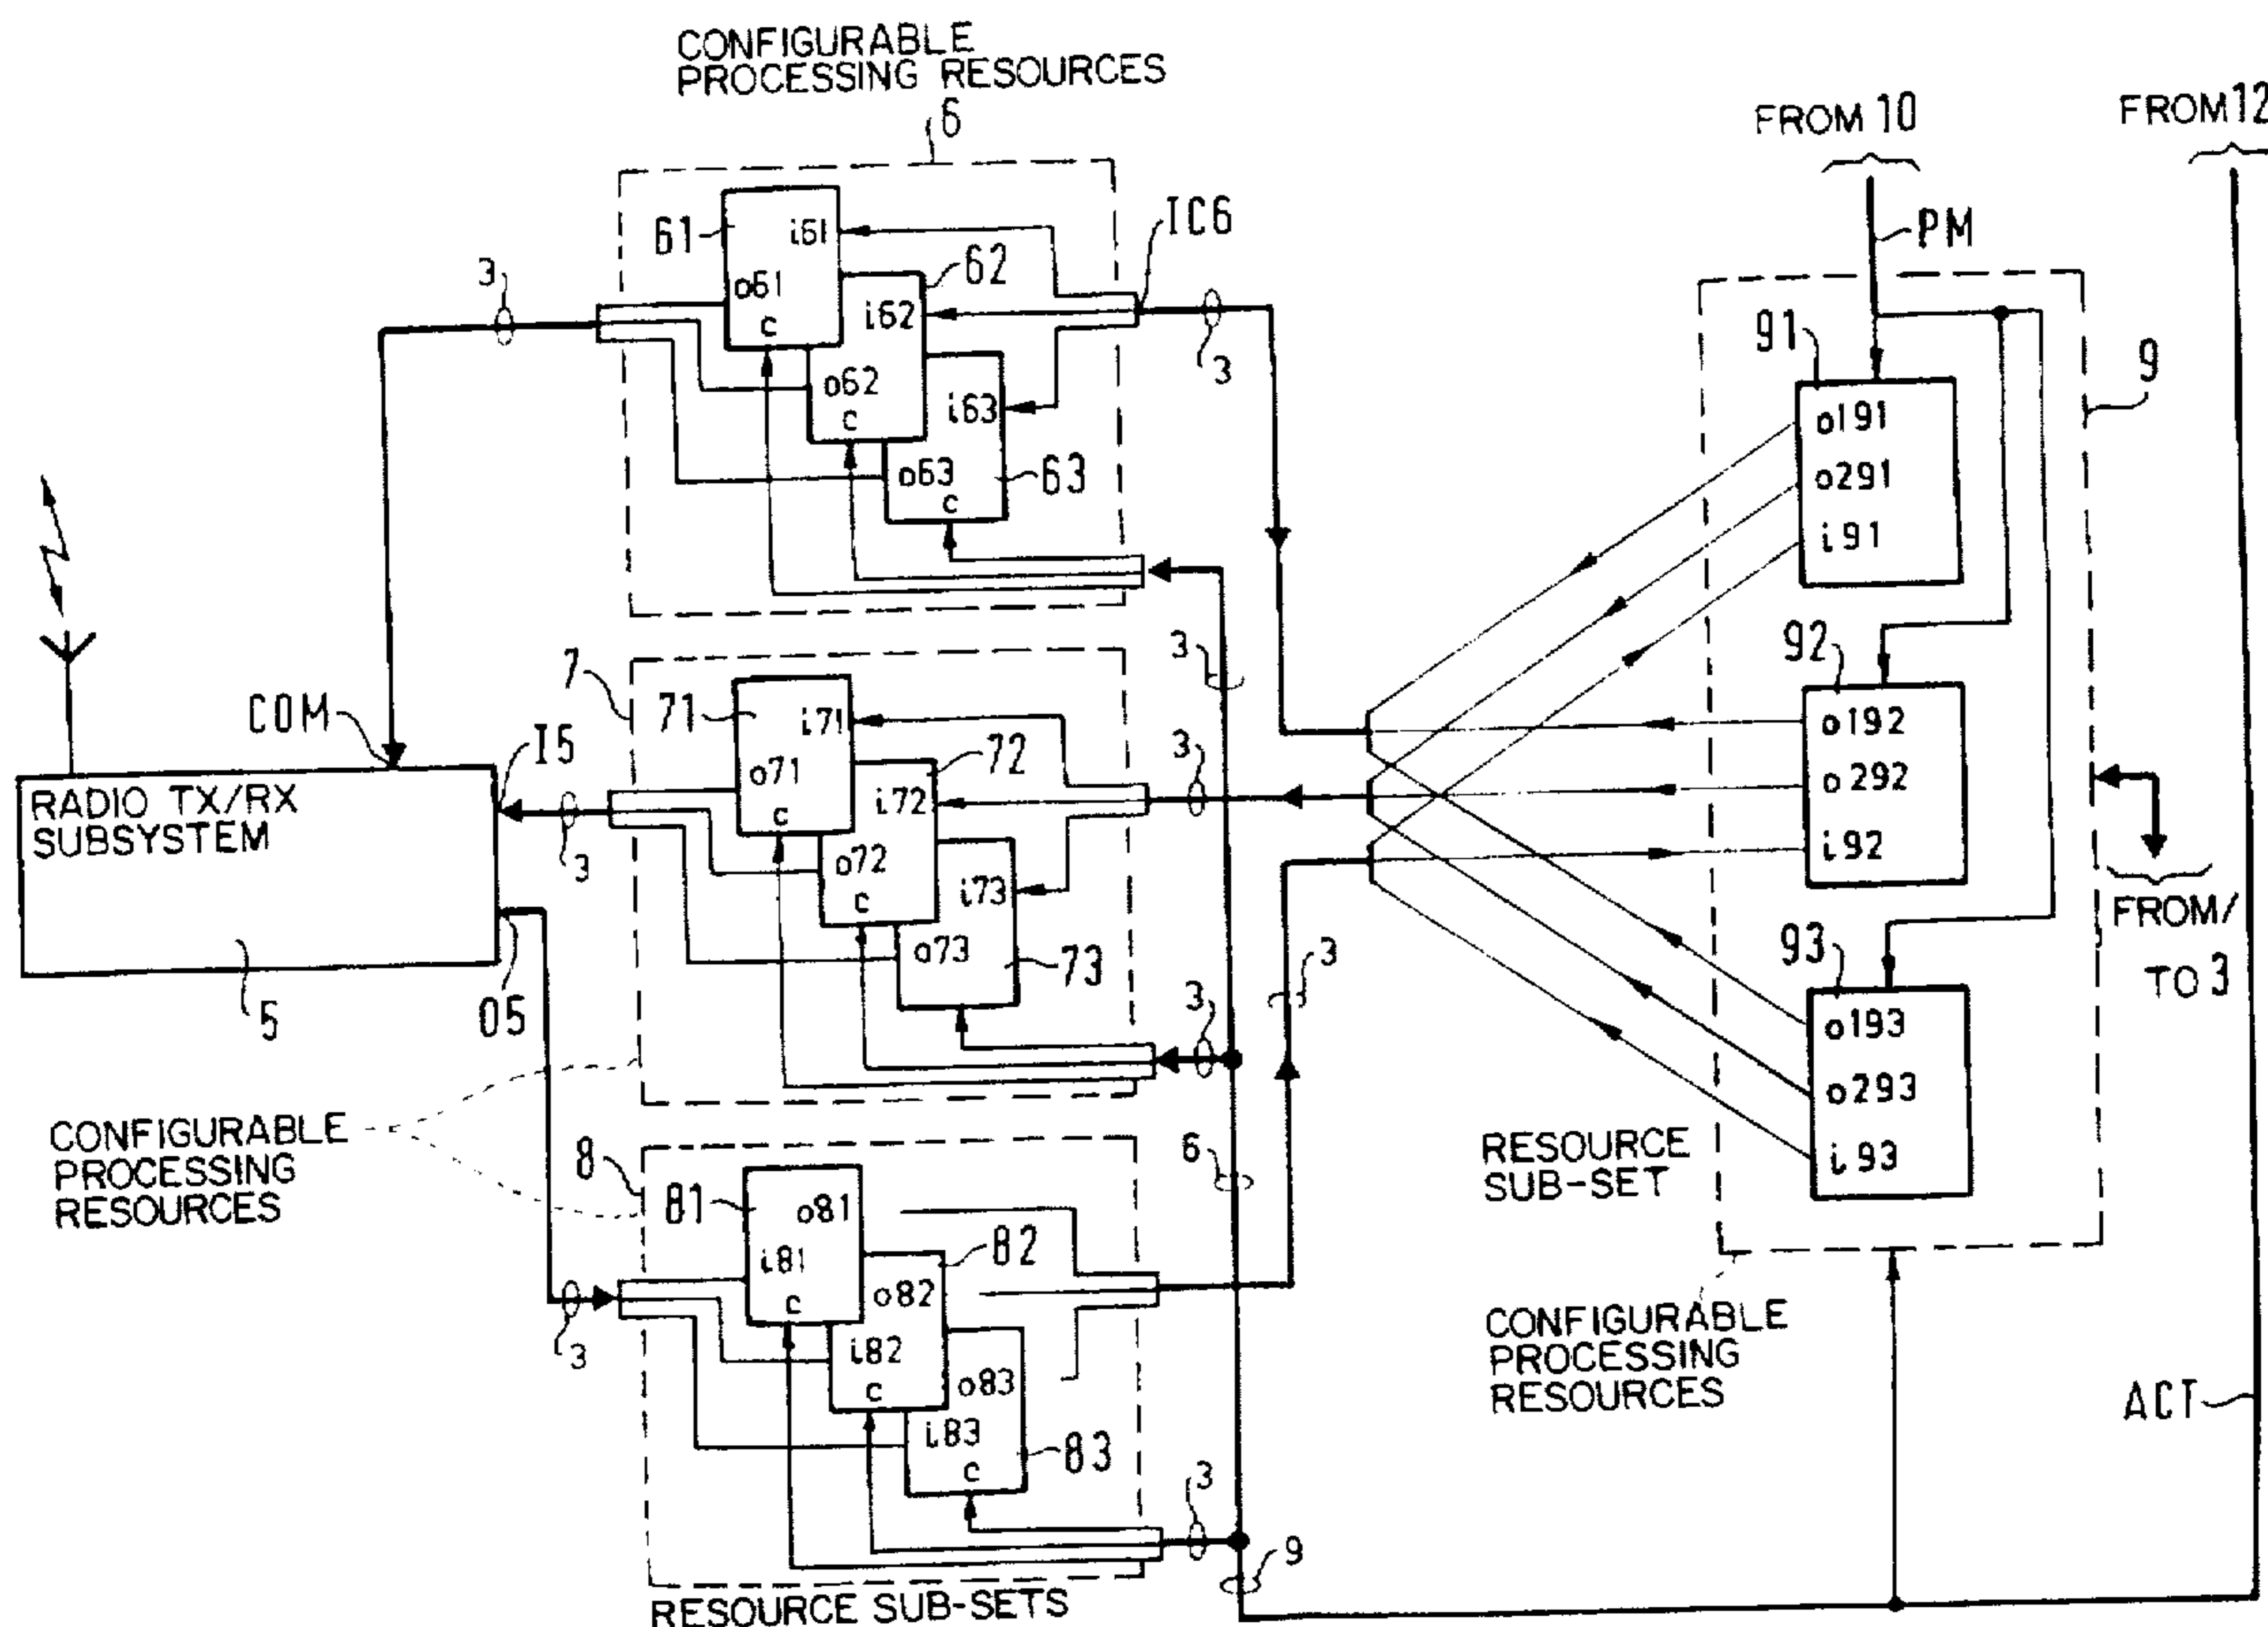 CONFIGURABLE
PROCESSING RESOURCES
6
FROM 10
FROM 12
61
i61
IC6
PM
62
3
o61
i62
c
3
91
9
o62
i63
c
o191
o63
63
o291
c
i91
3
92
7
71
i71
COM
I5
72
3
o192
o71
RADIO TX/RX
SUBSYSTEM
i72
o292
c
3
o72
i92
i73
c
FROM/
TO 3
o73
73
3
93
5
O5
3
o193
CONFIGURABLE
PROCESSING
RESOURCES
o293
8
6
RESOURCE
SUB-SET
i93
81
o81
82
i81
o82
c
3
i82
o83
CONFIGURABLE
PROCESSING
RESOURCES
c
i83
83
ACT
c
3
9
RESOURCE SUB-SETS